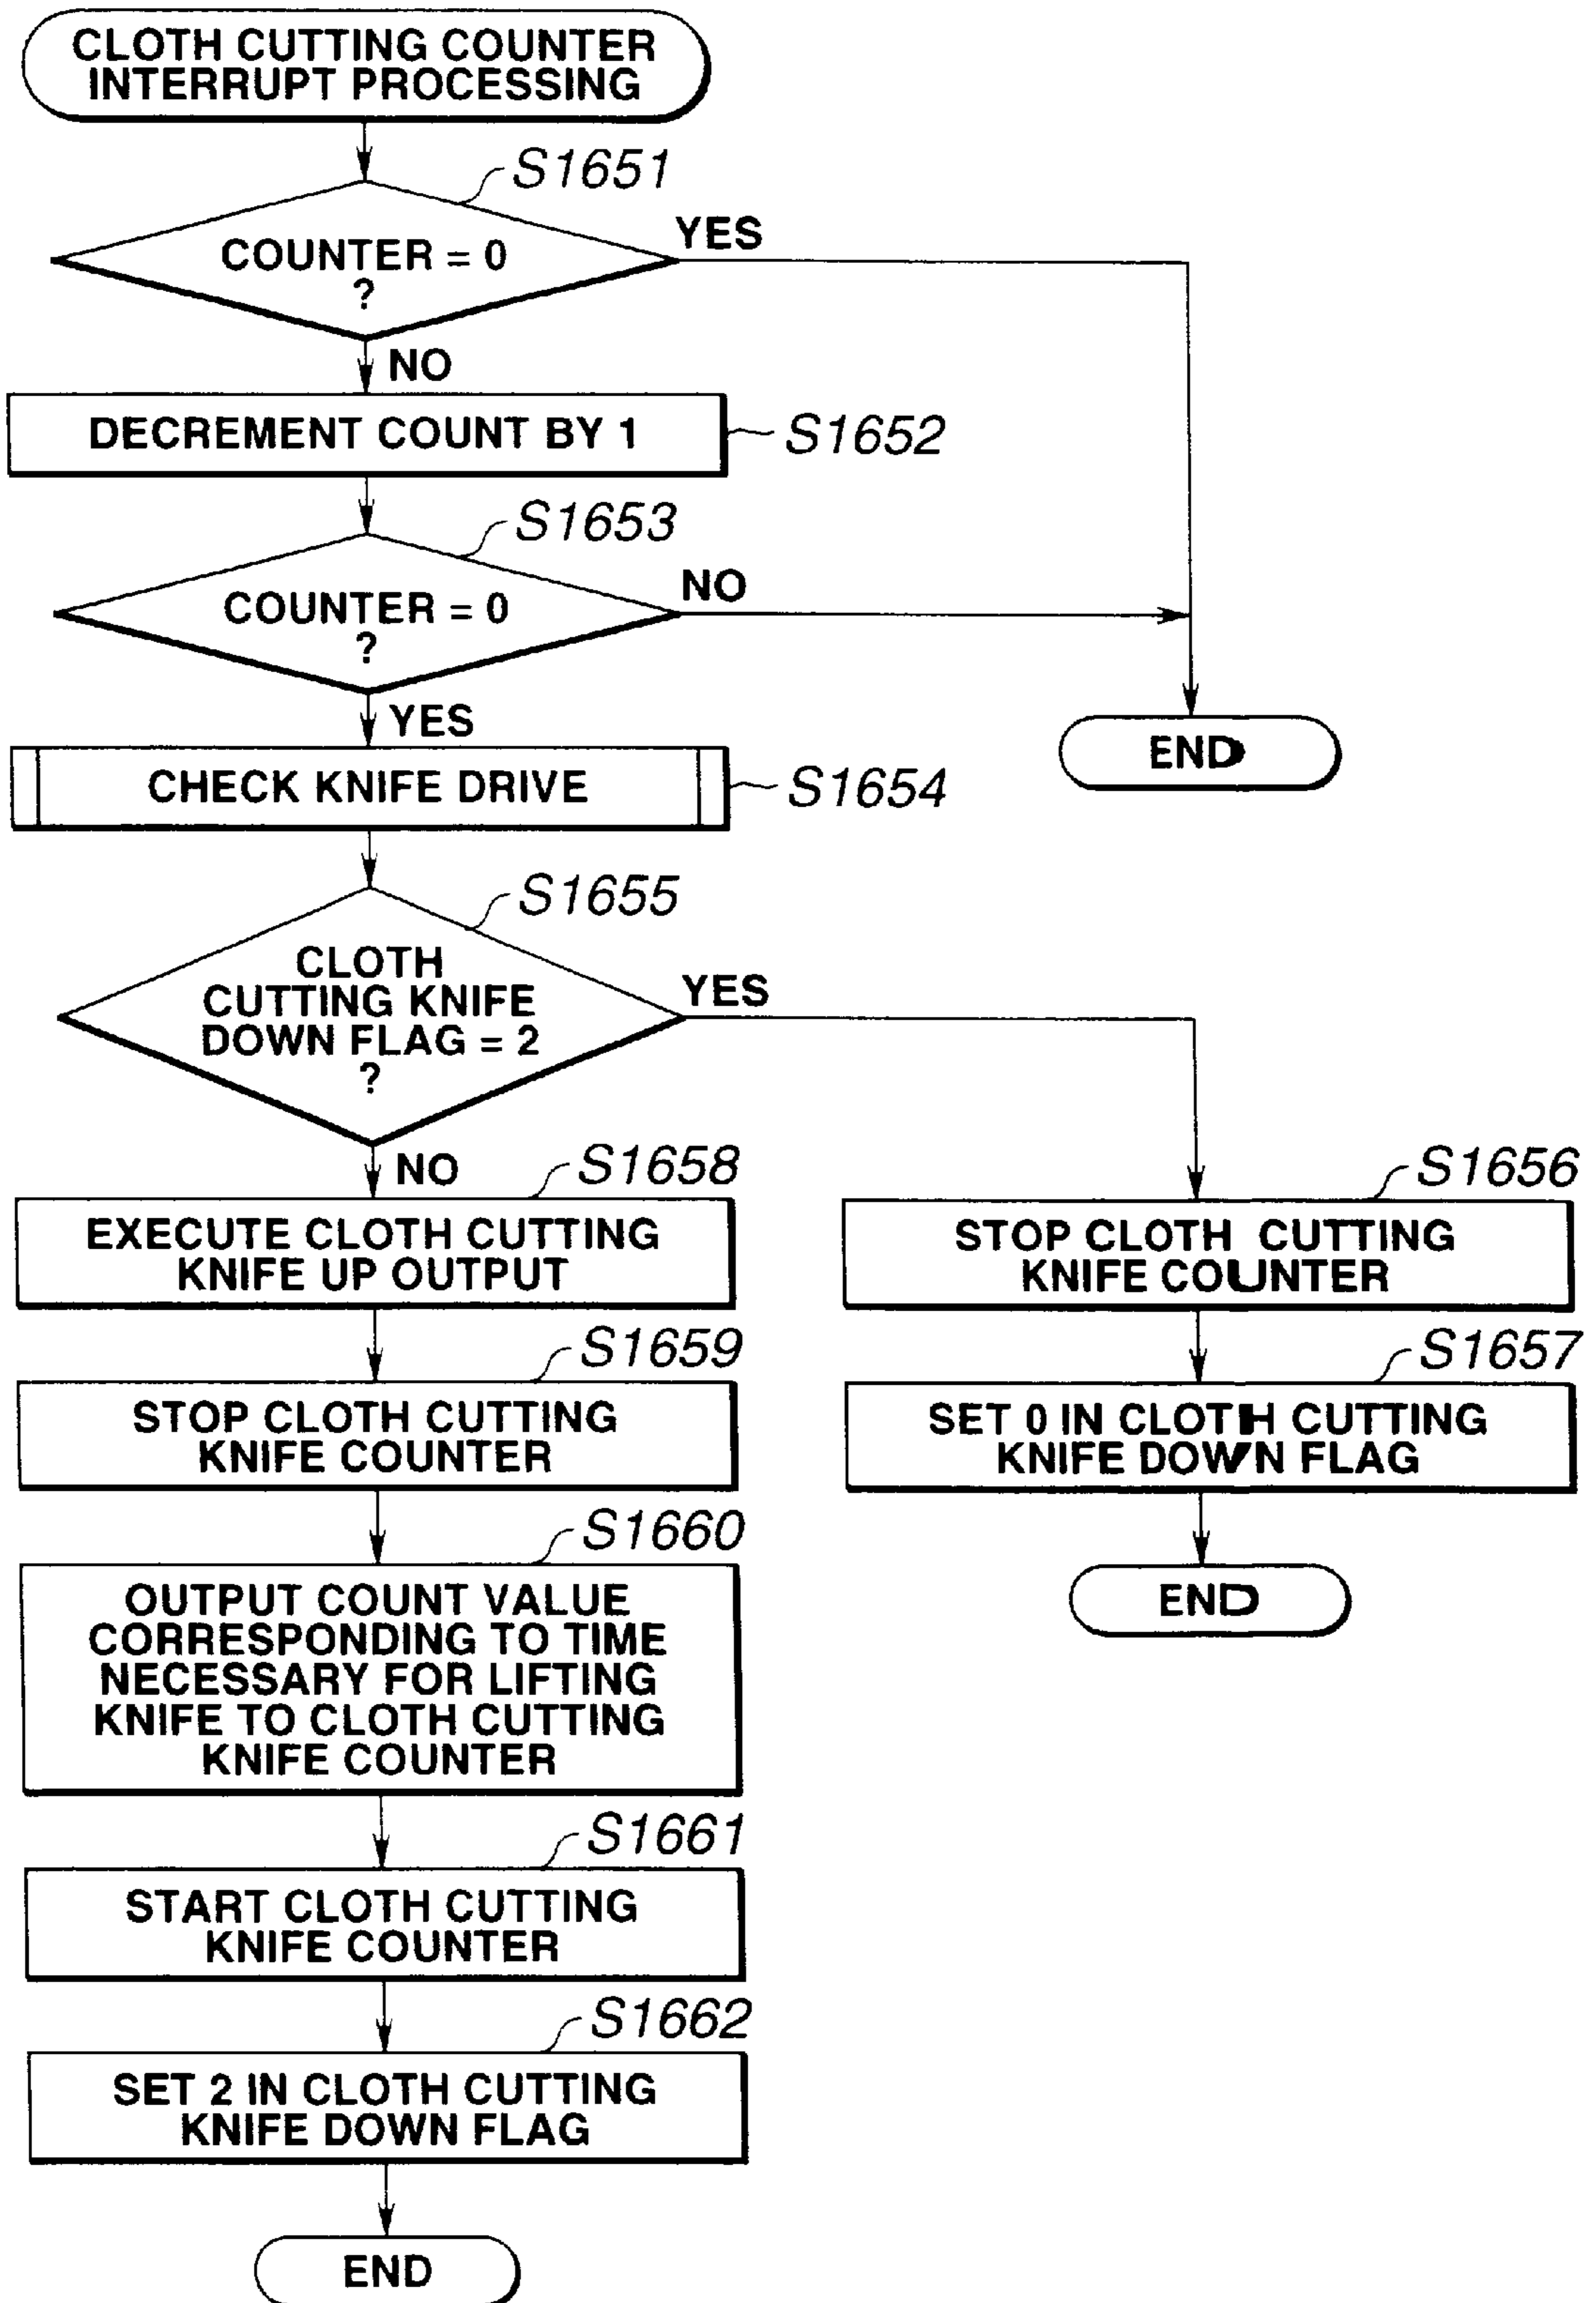 CLOTH CUTTING COUNTER
INTERRUPT PROCESSING
S1651
COUNTER = 0
?
YES
NO
DECREMENT COUNT BY 1
S1652
S1653
COUNTER = 0
?
NO
YES
END
CHECK KNIFE DRIVE
S1654
S1655
CLOTH
CUTTING KNIFE
DOWN FLAG = 2
?
YES
NO
S1658
EXECUTE CLOTH CUTTING
KNIFE UP OUTPUT
S1656
STOP CLOTH CUTTING
KNIFE COUNTER
S1659
STOP CLOTH CUTTING
KNIFE COUNTER
S1657
SET 0 IN CLOTH CUTTING
KNIFE DOWN FLAG
END
S1660
OUTPUT COUNT VALUE
CORRESPONDING TO TIME
NECESSARY FOR LIFTING
KNIFE TO CLOTH CUTTING
KNIFE COUNTER
S1661
START CLOTH CUTTING
KNIFE COUNTER
S1662
SET 2 IN CLOTH CUTTING
KNIFE DOWN FLAG
END